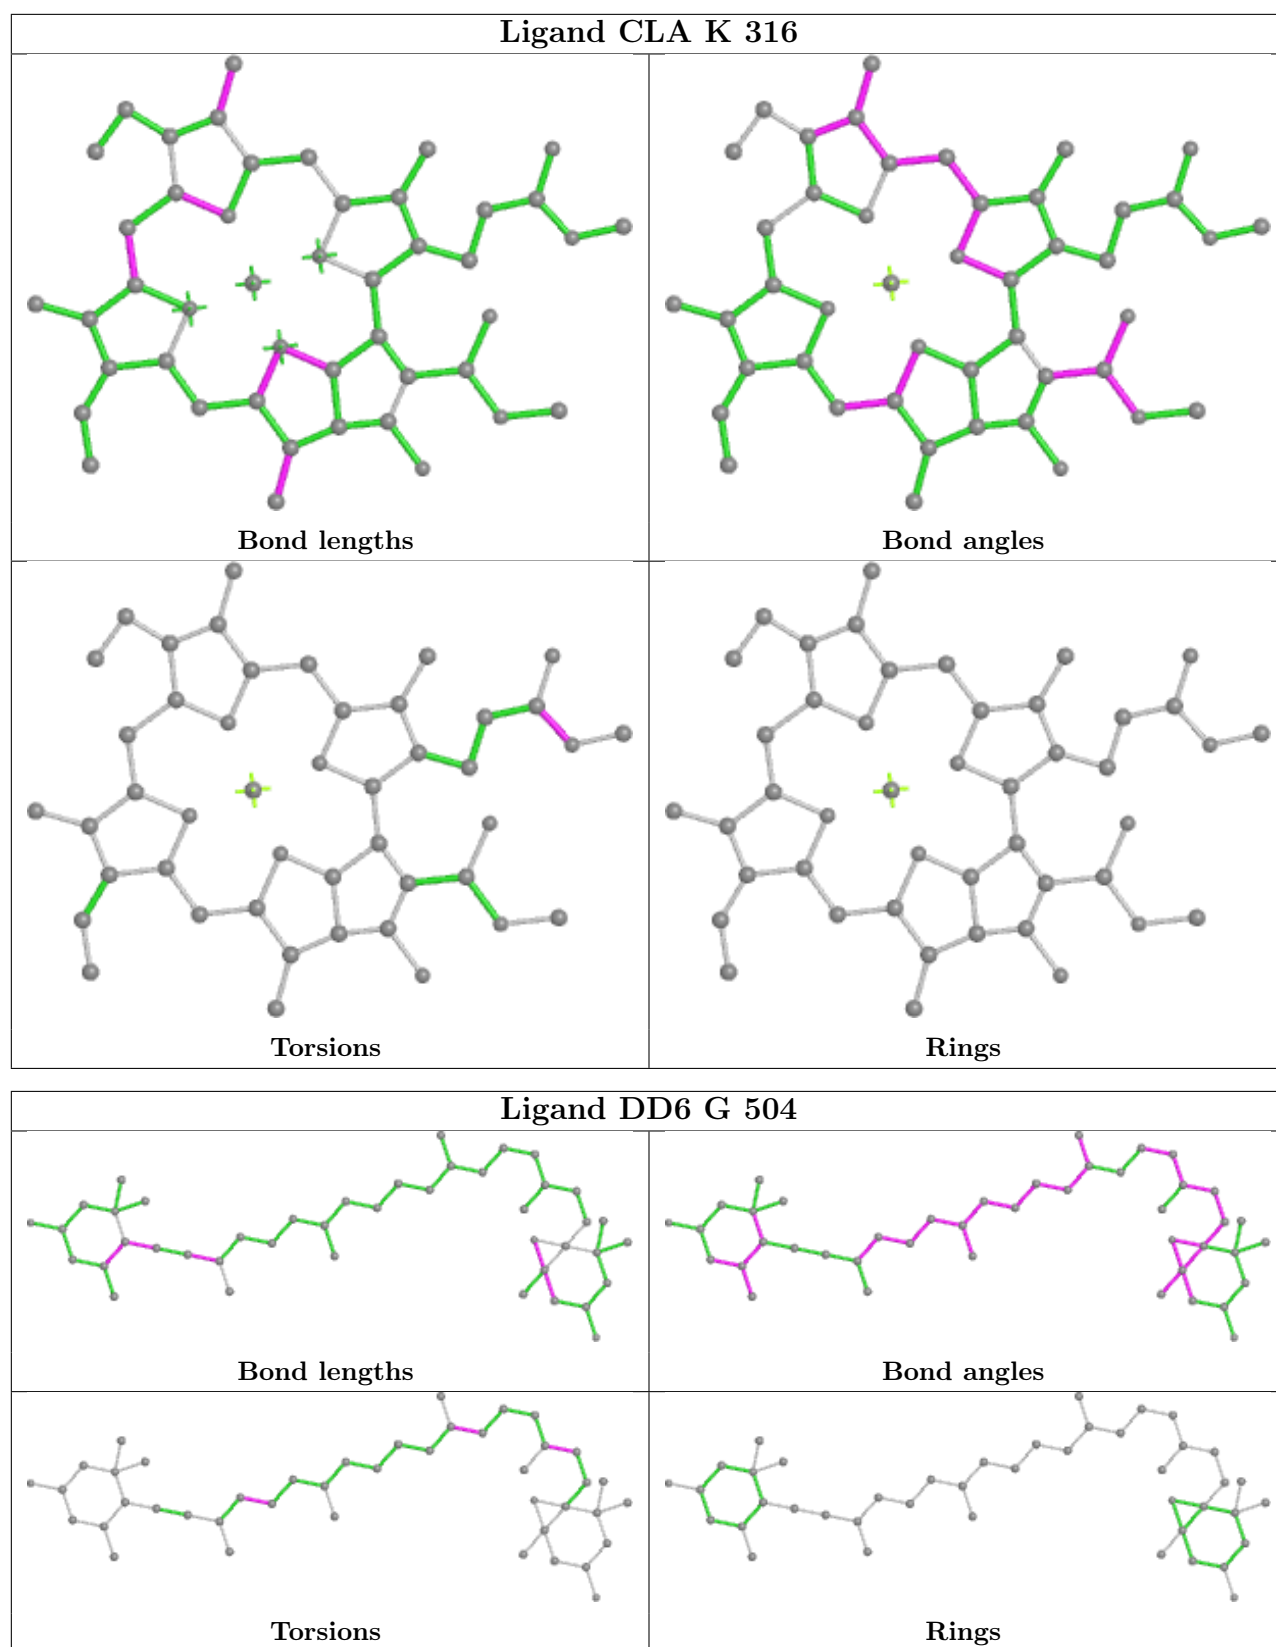 Ligand CLA K 316
Bond lengths
Bond angles
Torsions
Rings
Ligand DD6 G 504
Bond lengths
Bond angles
Torsions
Rings